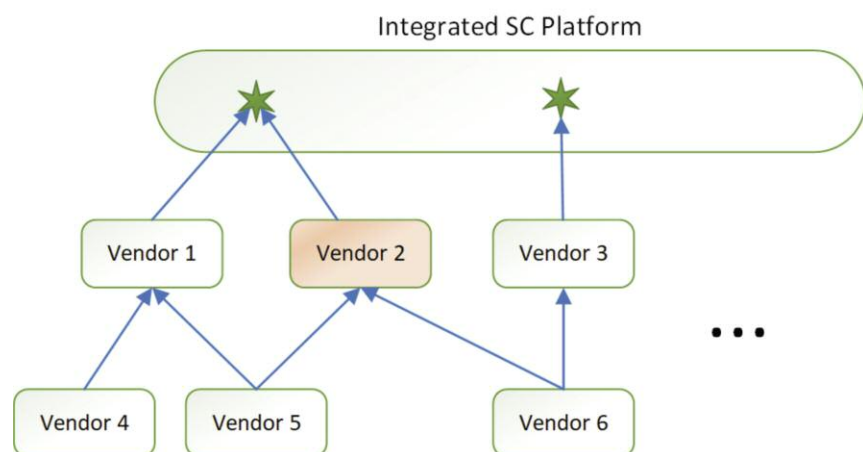 Integrated SC Platform
Vendor 1
Vendor 2
Vendor 3
...
Vendor 4
Vendor 5
Vendor 6